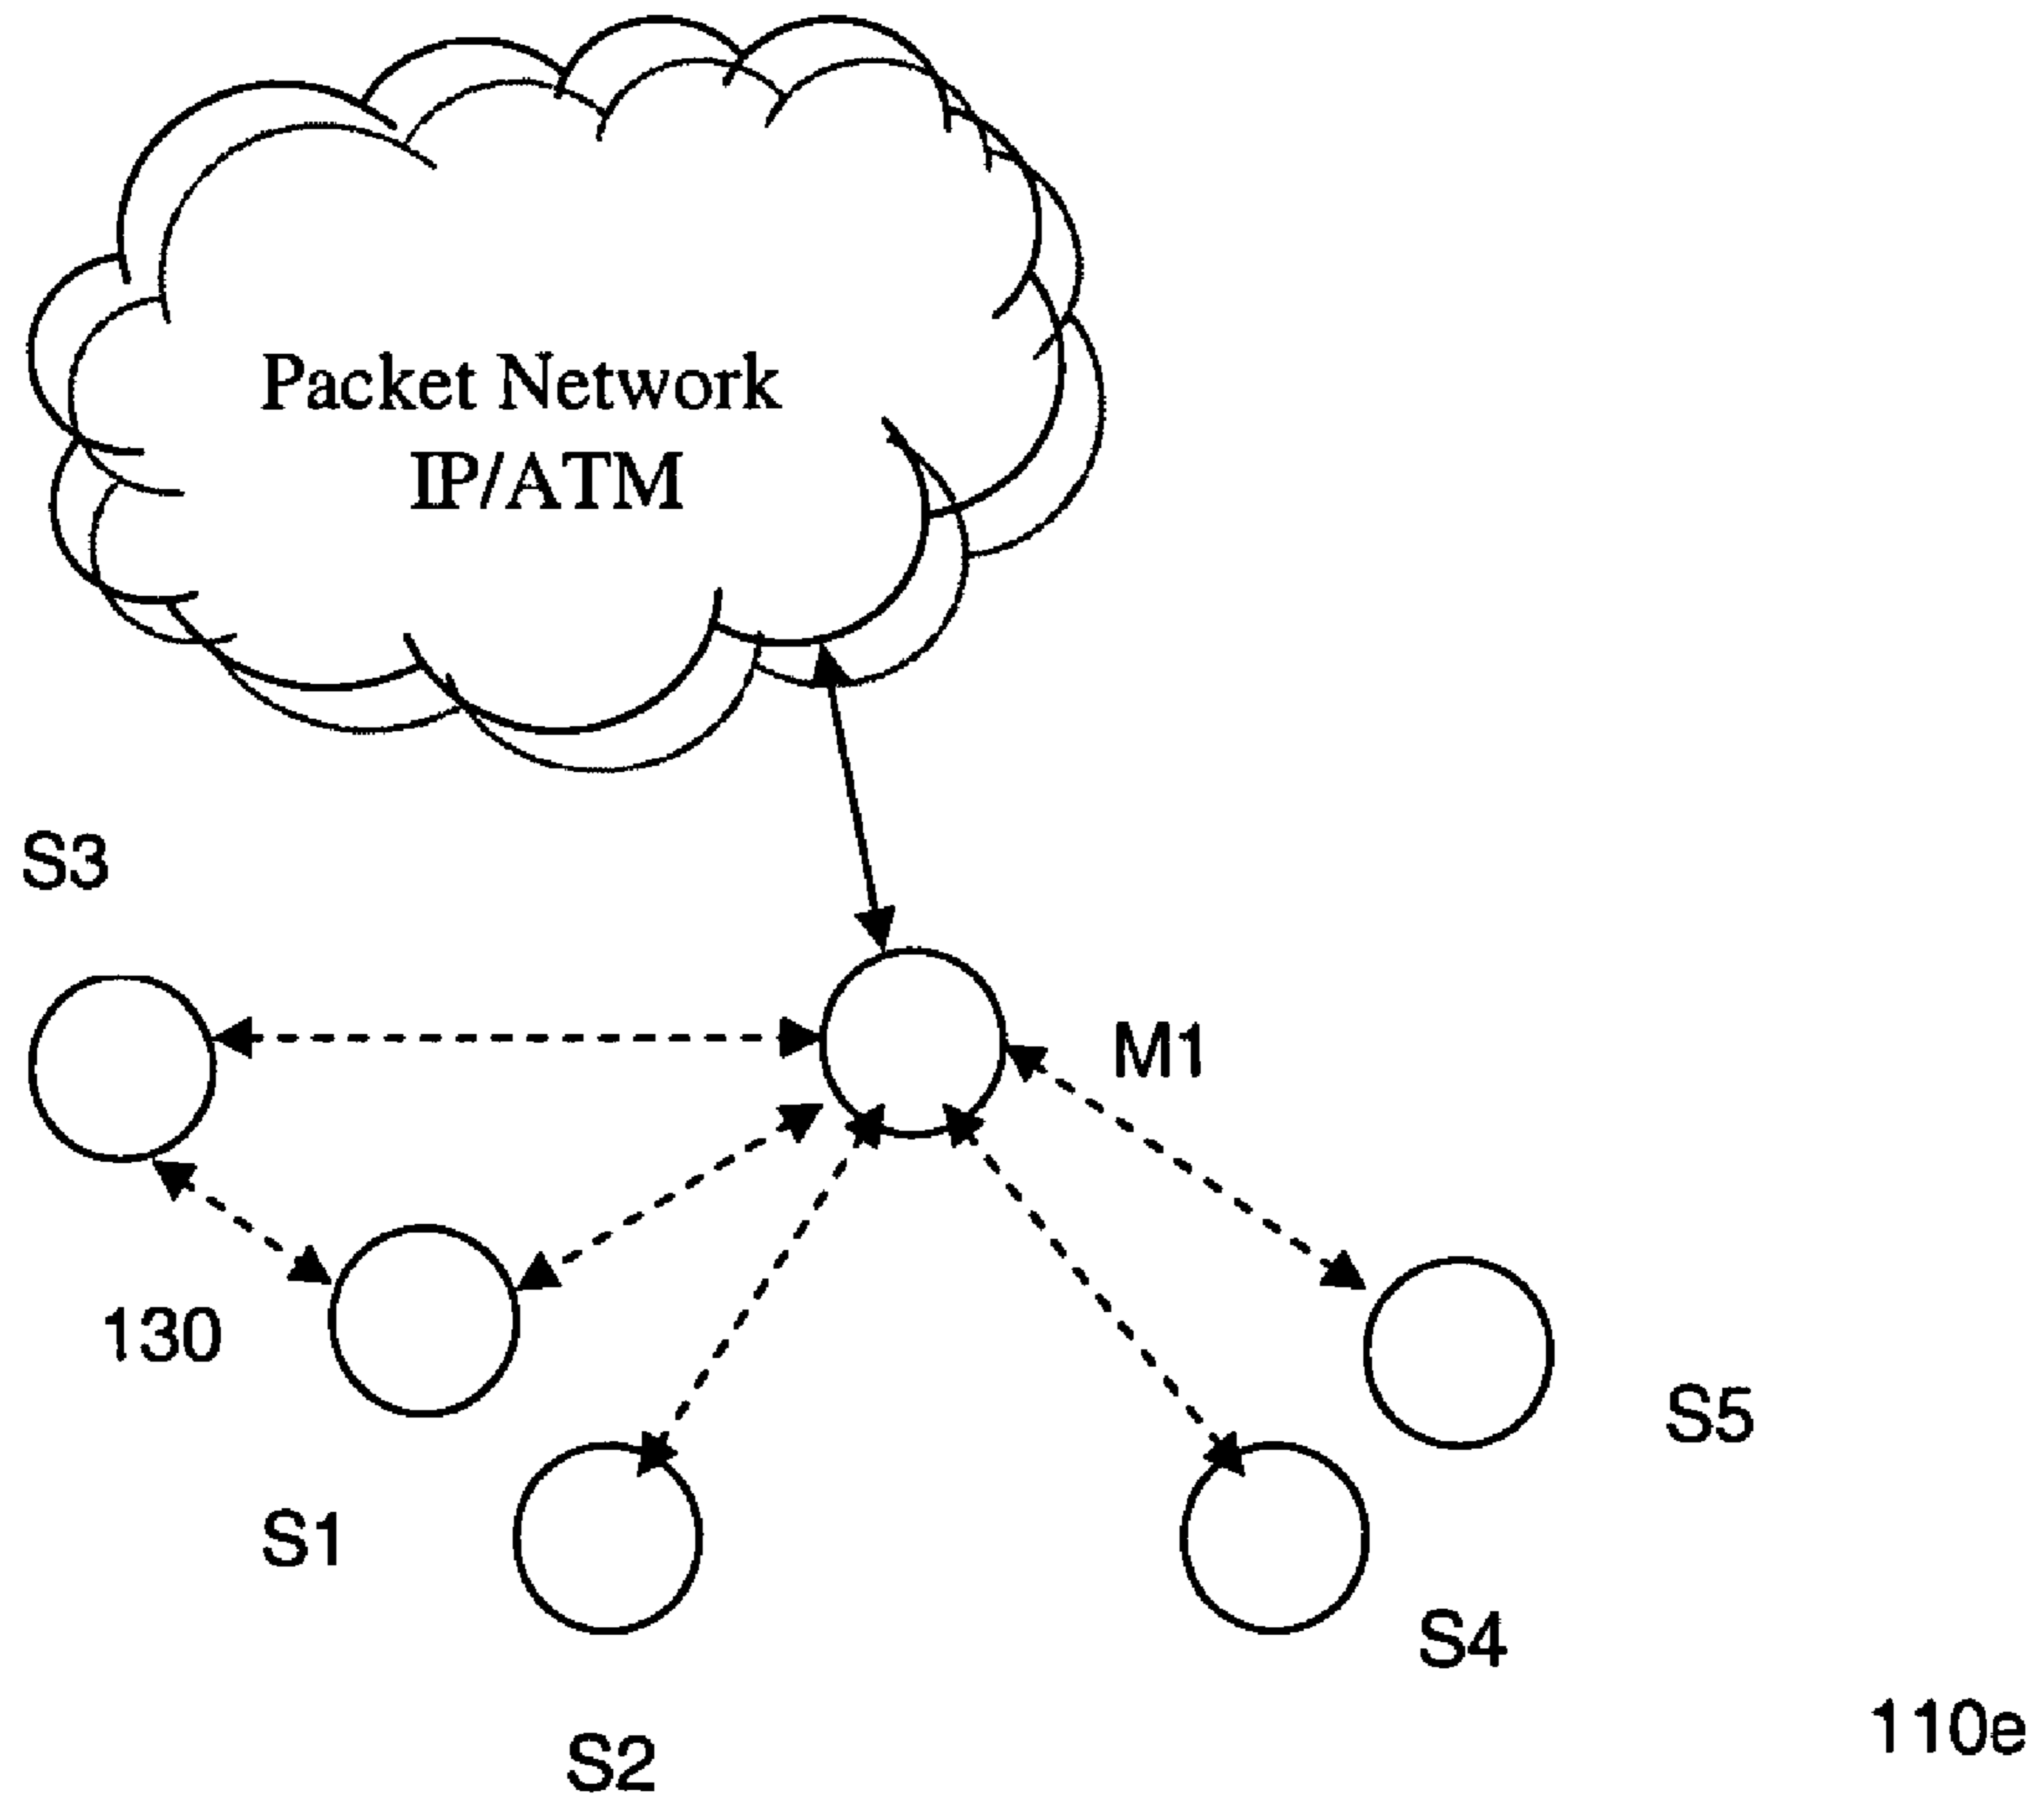 Packet Network
IP/ATM
S3
M1
130
S5
S1
S4
110e
S2